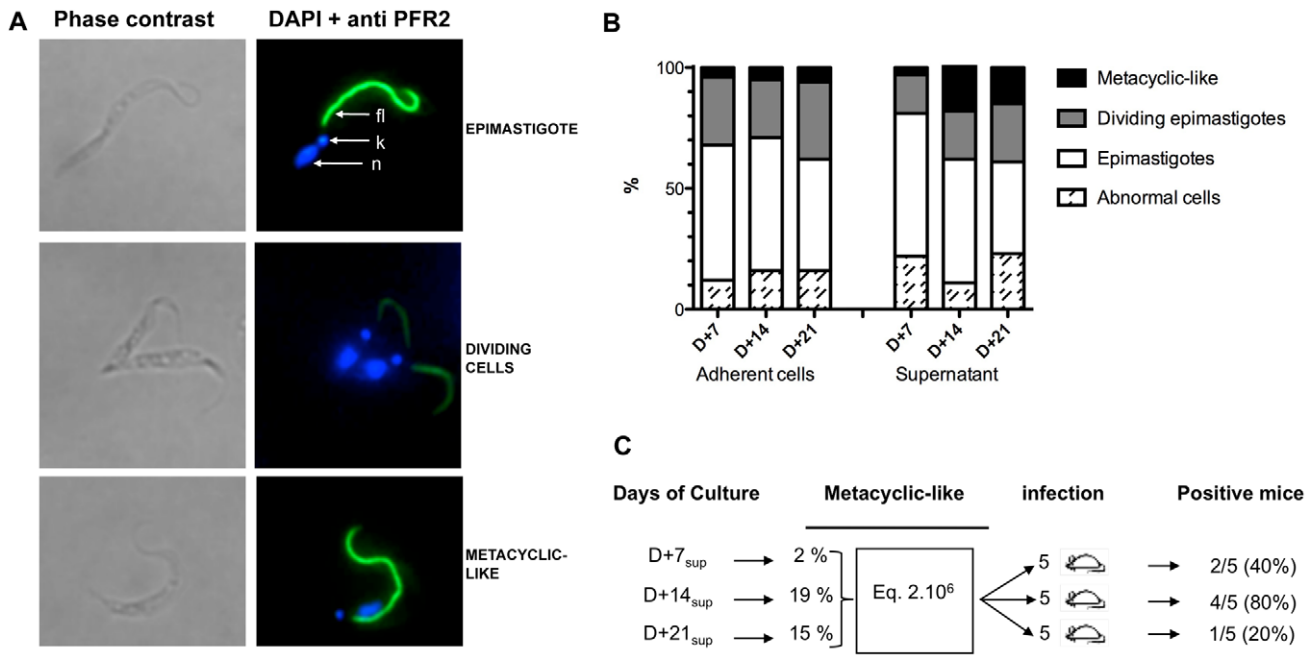 A
Phase contrast
DAPI + anti PFR2
fl
k
n
EPIMASTIGOTE
DIVIDING
CELLS
METACYCLIC-
LIKE
B
%
100
50
0
D+7
D+14
D+21
Adherent cells
D+7
D+14
D+21
Supernatant
Metacyclic-like
Dividing epimastigotes
Epimastigotes
Abnormal cells
C
Days of Culture Metacyclic-like infection Positive mice
D+7sup 2 % 5 2/5 (40%)
Eq. 2.10⁶
D+14sup 19 % 5 4/5 (80%)
D+21sup 15 % 5 1/5 (20%)